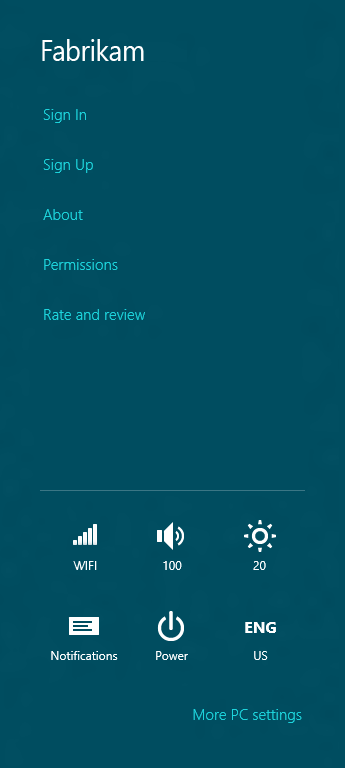 Fabrikam
Sign In
Sign Up
About
Permissions
Rate and review
WIFI 100 20
ENG
Notifications Power US
More PC settings